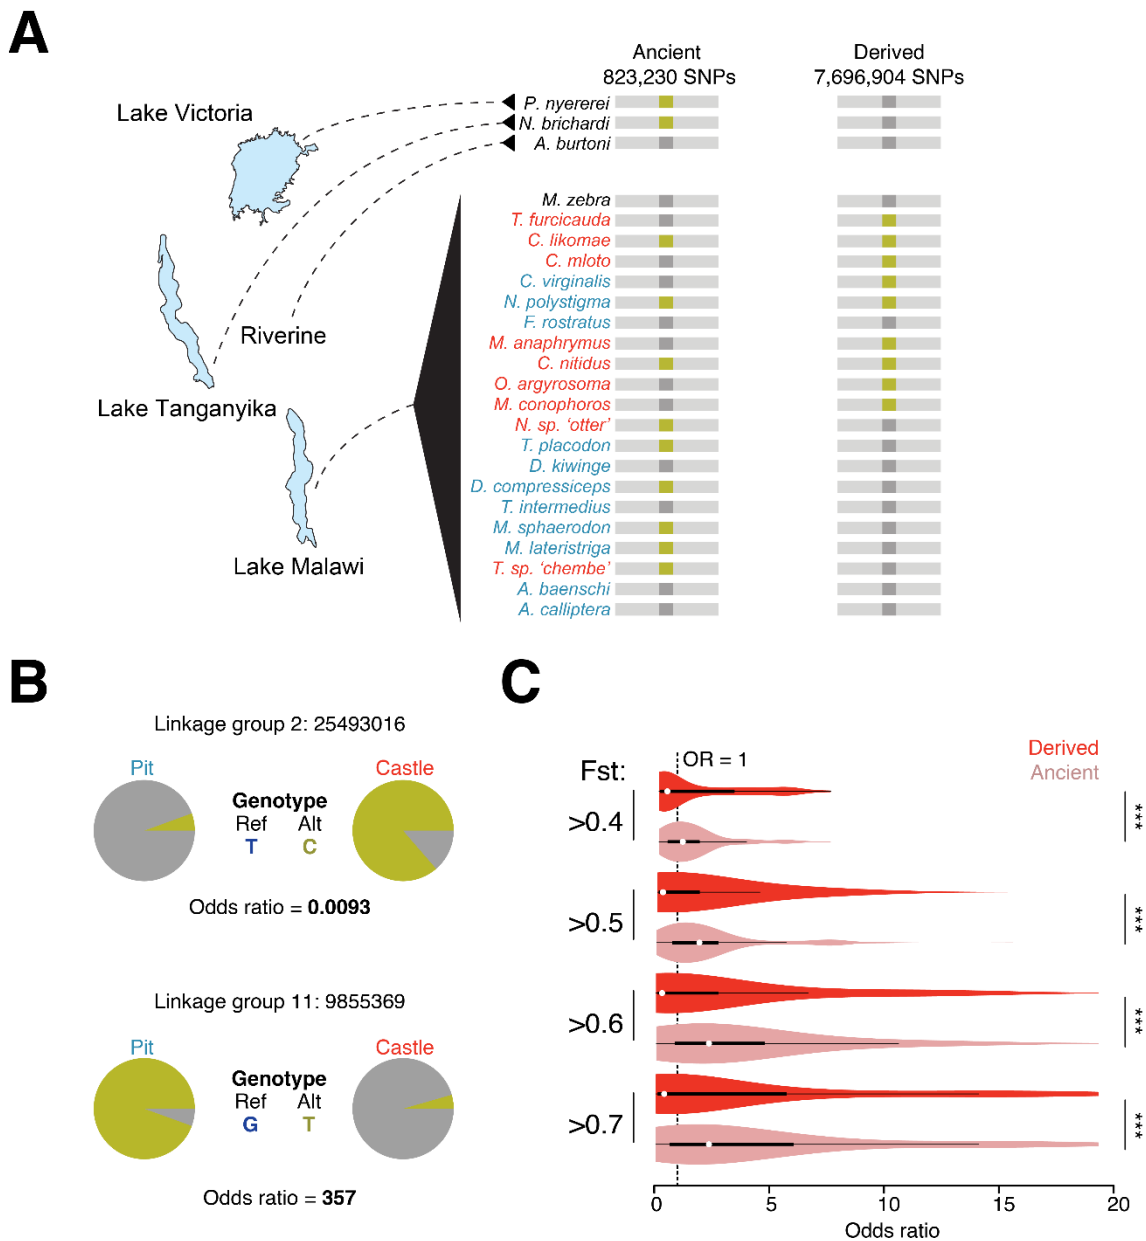 A
Ancient
823,230 SNPs
Derived
7,696,904 SNPs
Lake Victoria
Riverine
Lake Tanganyika
Lake Malawi
P. nyererei
N. brichardi
A. burtoni
M. zebra
T. furcicauda
C. likomae
C. mloto
C. virginalis
N. polystigma
F. rostratus
M. anaphrymus
C. nitidus
O. argyrosoma
M. conophoros
N. sp. ‘otter’
T. placodon
D. kiwinge
D. compressiceps
T. intermedius
M. sphaerodon
M. lateristriga
T. sp. ‘chembe’
A. baenschi
A. calliptera
B
Linkage group 2: 25493016
Pit
Castle
Genotype
Ref Alt
T C
Odds ratio = 0.0093
Linkage group 11: 9855369
Pit
Castle
Genotype
Ref Alt
G T
Odds ratio = 357
C
Fst:
OR = 1
Derived
Ancient
>0.4
***
>0.5
***
>0.6
***
>0.7
***
0 5 10 15 20
Odds ratio